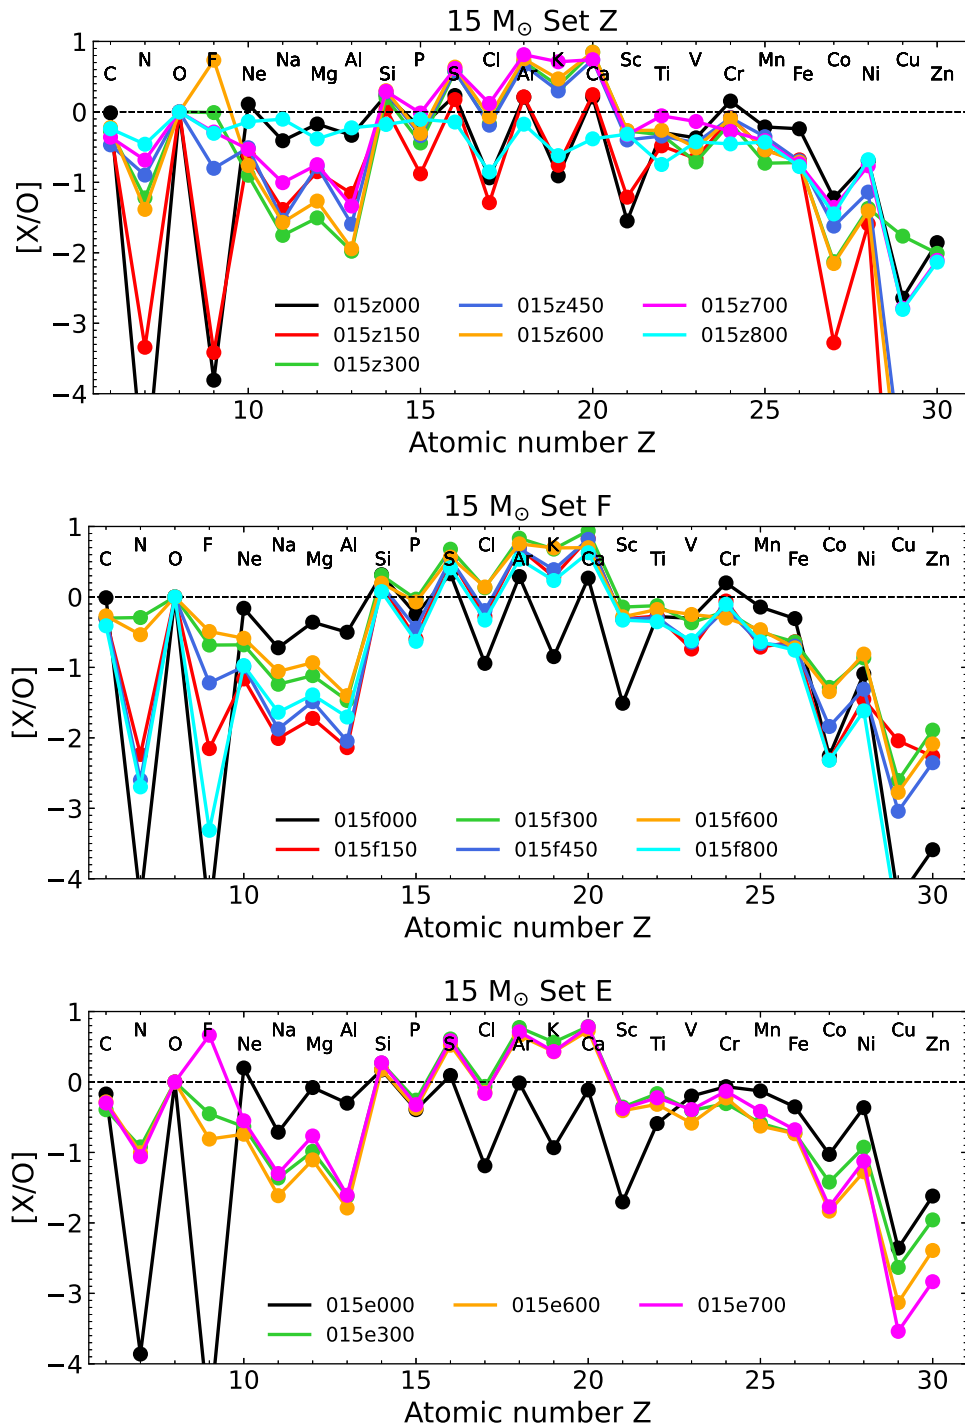 15 M⊙ Set Z
1
C N O F Ne Na Mg Al Si P S Cl Ar K Ca Sc Ti V Cr Mn Fe Co Ni Cu Zn
0
−1
[X/O]
−2
−3
−4
015z000 015z450 015z700
015z150 015z600 015z800
015z300
10 15 20 25 30
Atomic number Z
15 M⊙ Set F
1
C N O F Ne Na Mg Al Si P S Cl Ar K Ca Sc Ti V Cr Mn Fe Co Ni Cu Zn
0
−1
[X/O]
−2
−3
−4
015f000 015f300 015f600
015f150 015f450 015f800
10 15 20 25 30
Atomic number Z
15 M⊙ Set E
1
C N O F Ne Na Mg Al Si P S Cl Ar K Ca Sc Ti V Cr Mn Fe Co Ni Cu Zn
0
−1
[X/O]
−2
−3
−4
015e000 015e600 015e700
015e300
10 15 20 25 30
Atomic number Z